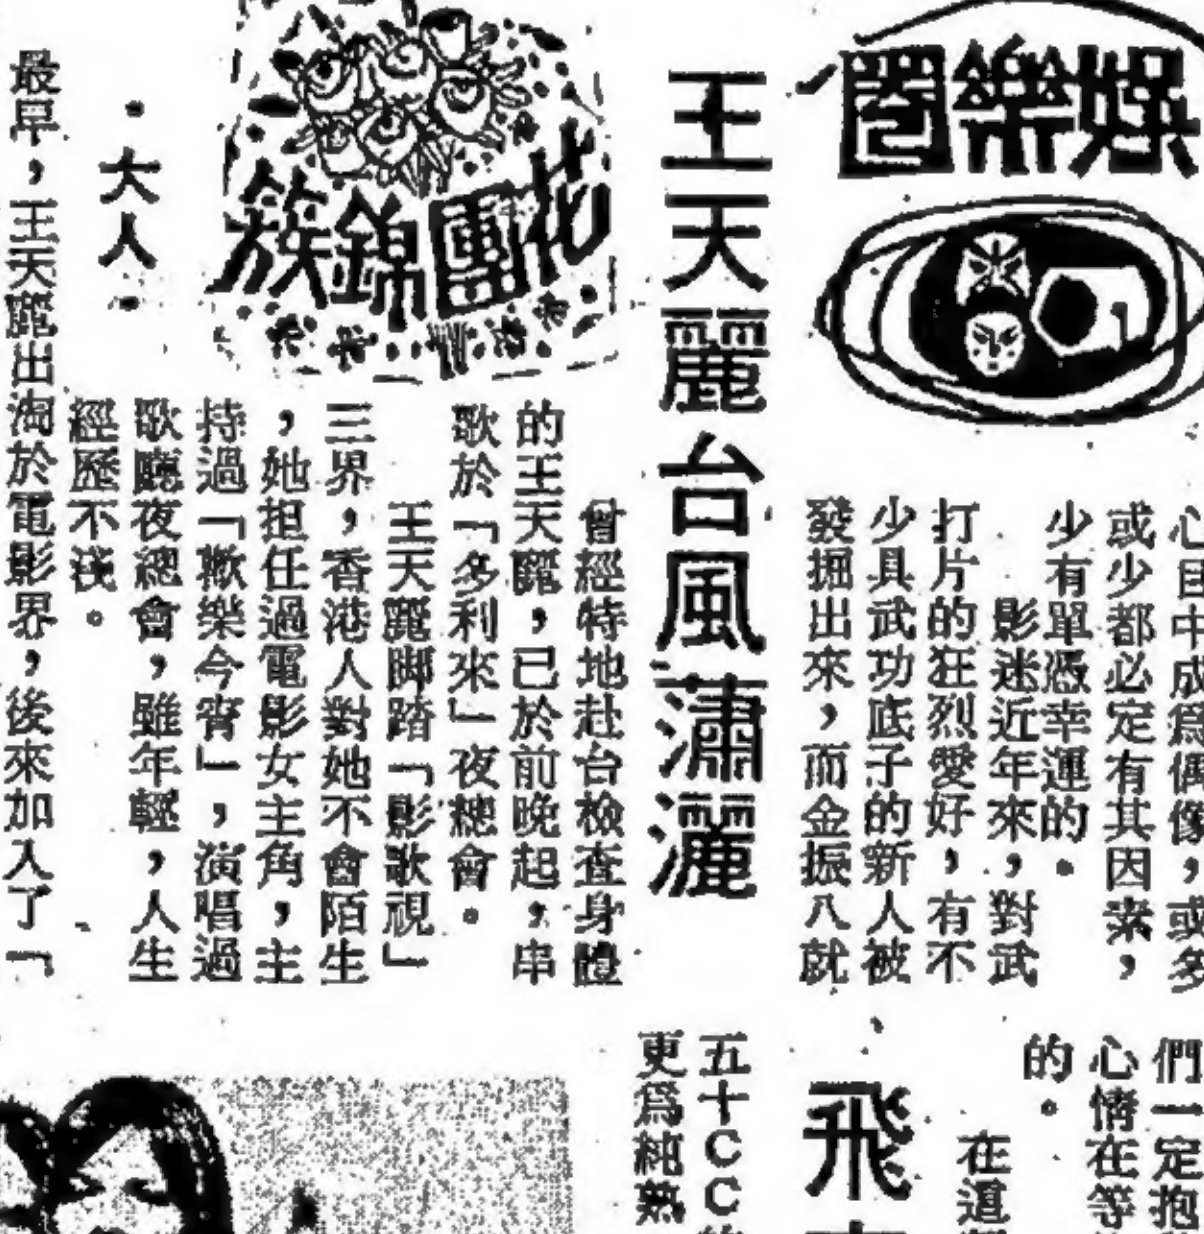 娛樂圈
心目中成爲偶像，或多
或少都必定有其因素，
少有單憑幸運的。
影迷近年來，對武
打片的狂烈愛好，有不
少具武功底子的新人被
發掘出來，而金振八就
王天麗台風瀟灑
花團錦簇
·大人·
曾經特地赴台檢查身體
的王天麗，已於前晚起，串
歌於「多利來」夜總會。
王天麗脚踏「影歌視」
三界，香港人對她不會陌生
，她担任過電影女主角，主
持過「歡樂今宵」，演唱過
歌廳夜總會，雖年輕，人生
經歷不淺。
最早，王天麗出淘於電影界，後來加入了「
們一定抱
心情在等
的。
在這
飛
五十CC
更爲純熟